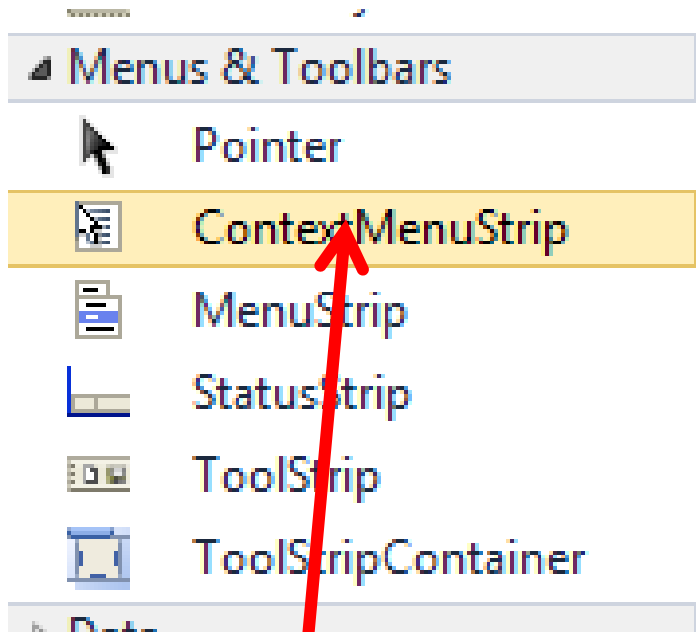 Menus & Toolbars
Pointer
ContextMenuStrip
MenuStrip
StatusStrip
ToolStrip
ToolStripContainer